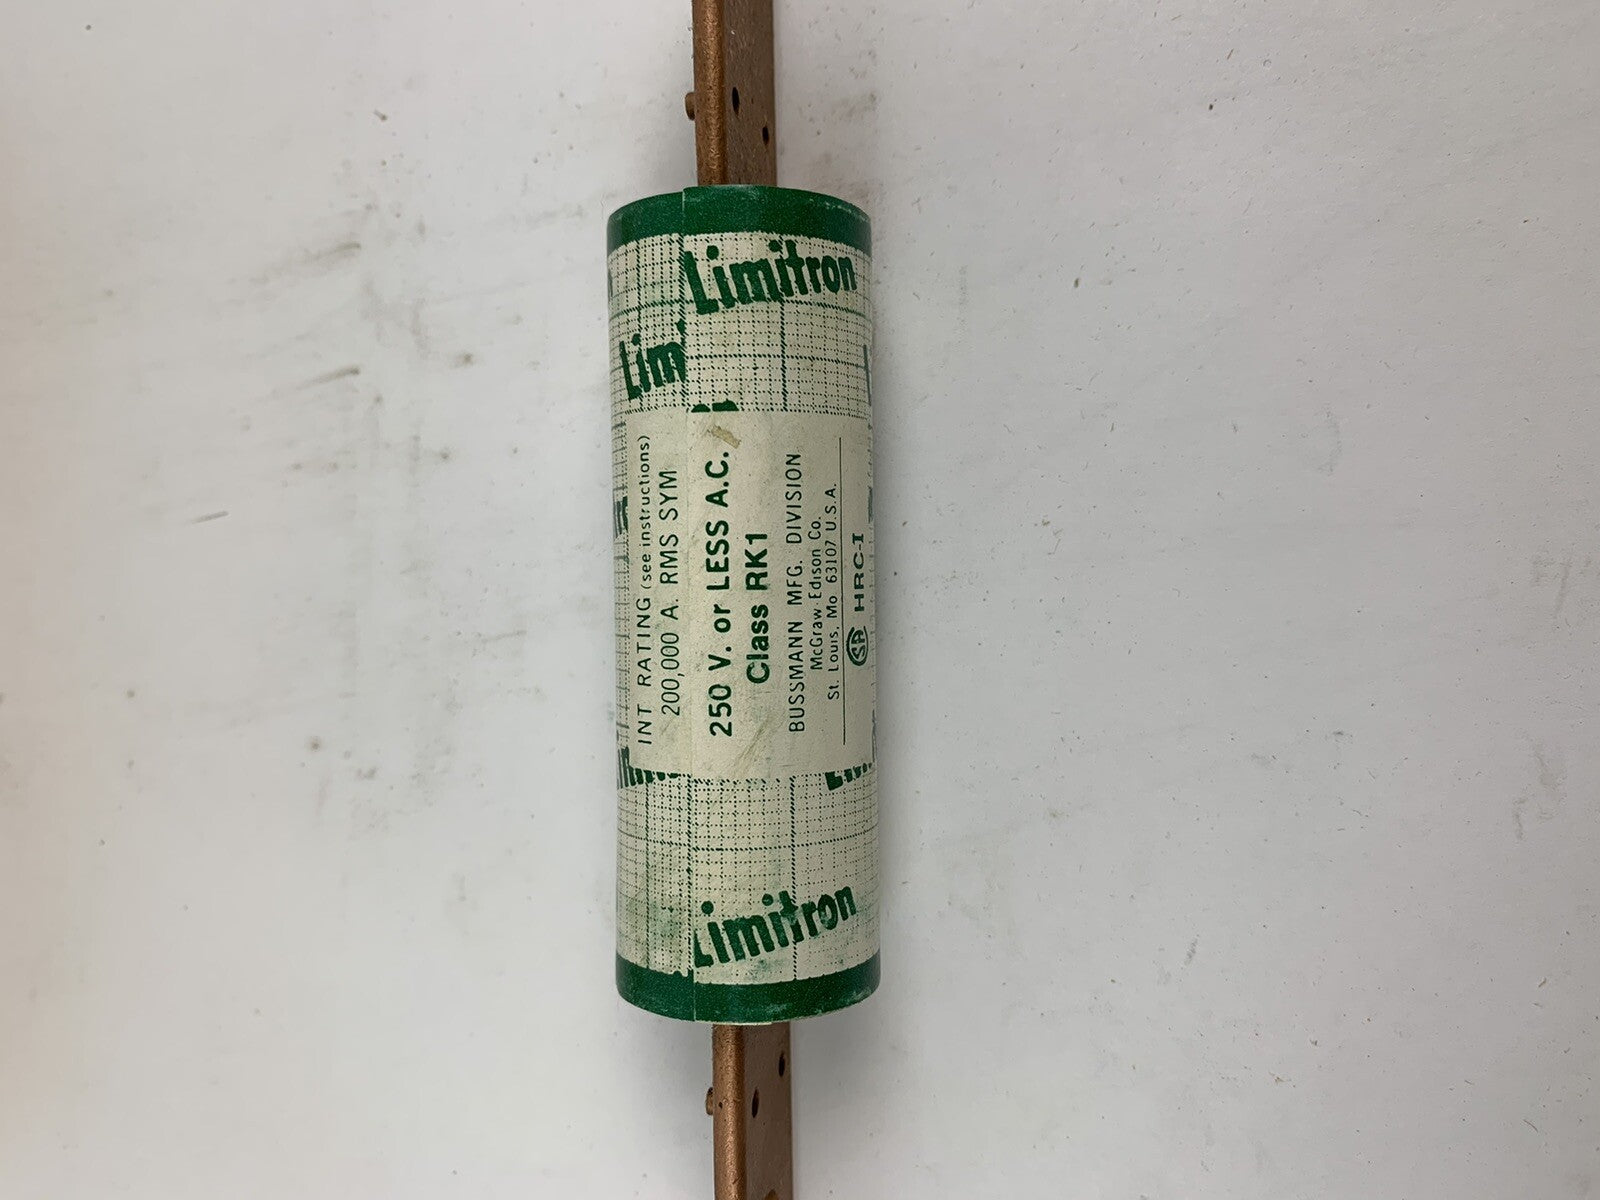 Limitron
Lim
INT RATING (see instructions)
200,000 A. RMS SYM
250 V. or LESS A.C.
Class RK1
BUSSMANN MFG. DIVISION
McGraw Edison Co.
St. Louis, Mo 63107 U.S.A.
SA HRC-I
Limitron